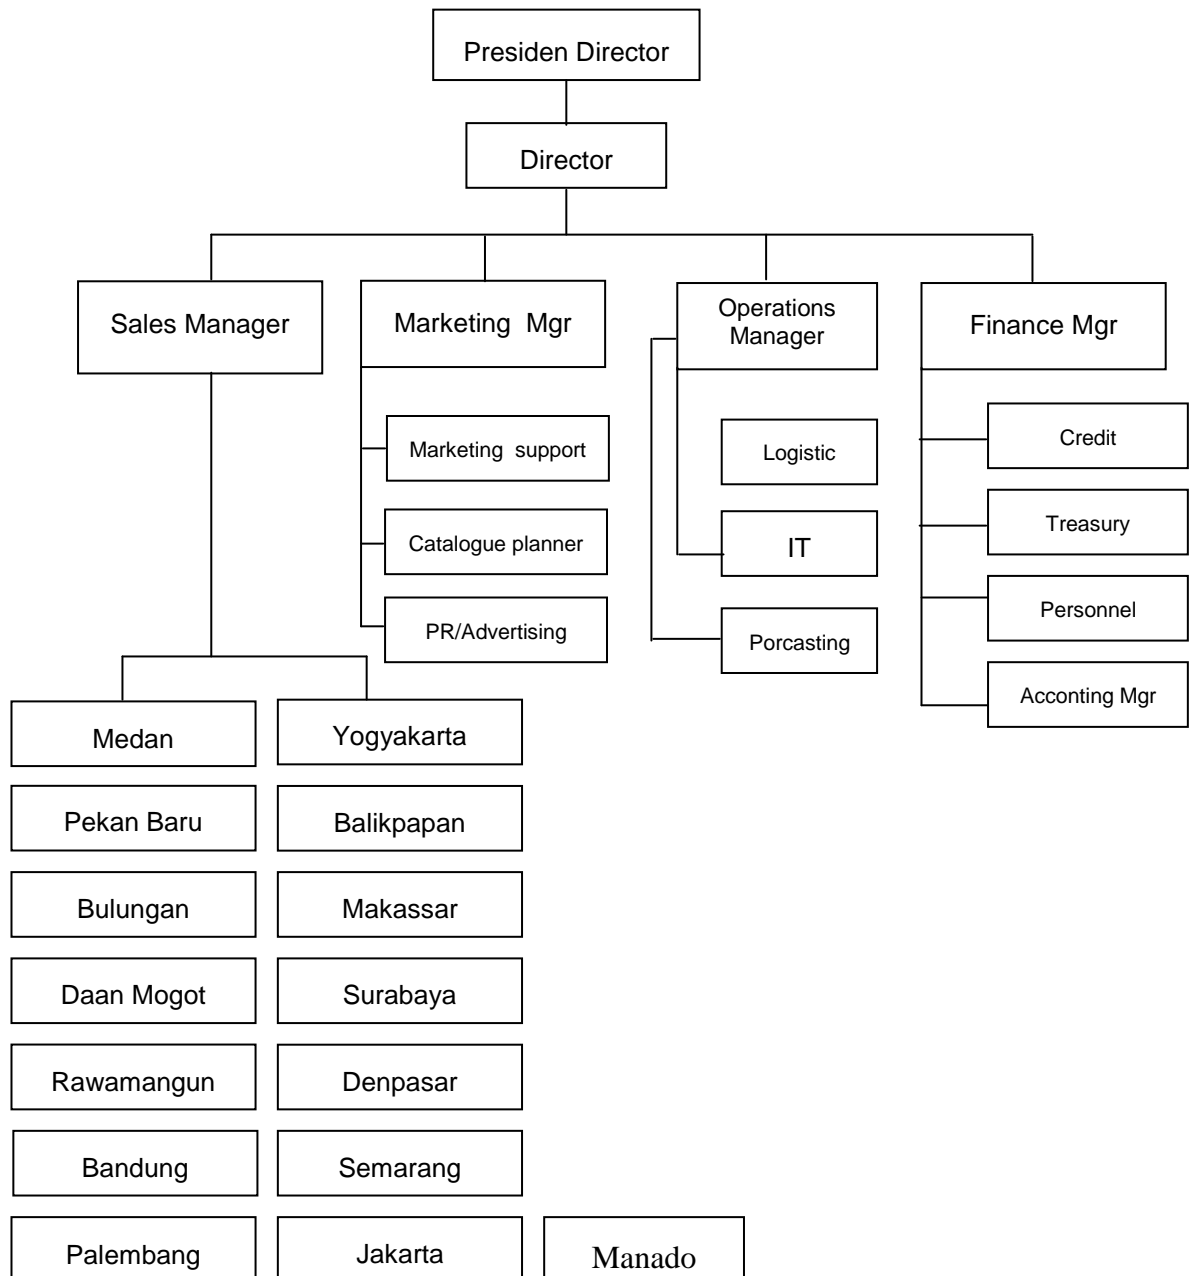 Presiden Director
Director
Sales Manager
Marketing Mgr
Operations
Manager
Finance Mgr
Marketing support
Catalogue planner
PR/Advertising
Logistic
IT
Porcasting
Credit
Treasury
Personnel
Acconting Mgr
Medan
Yogyakarta
Pekan Baru
Balikpapan
Bulungan
Makassar
Daan Mogot
Surabaya
Rawamangun
Denpasar
Bandung
Semarang
Palembang
Jakarta
Manado